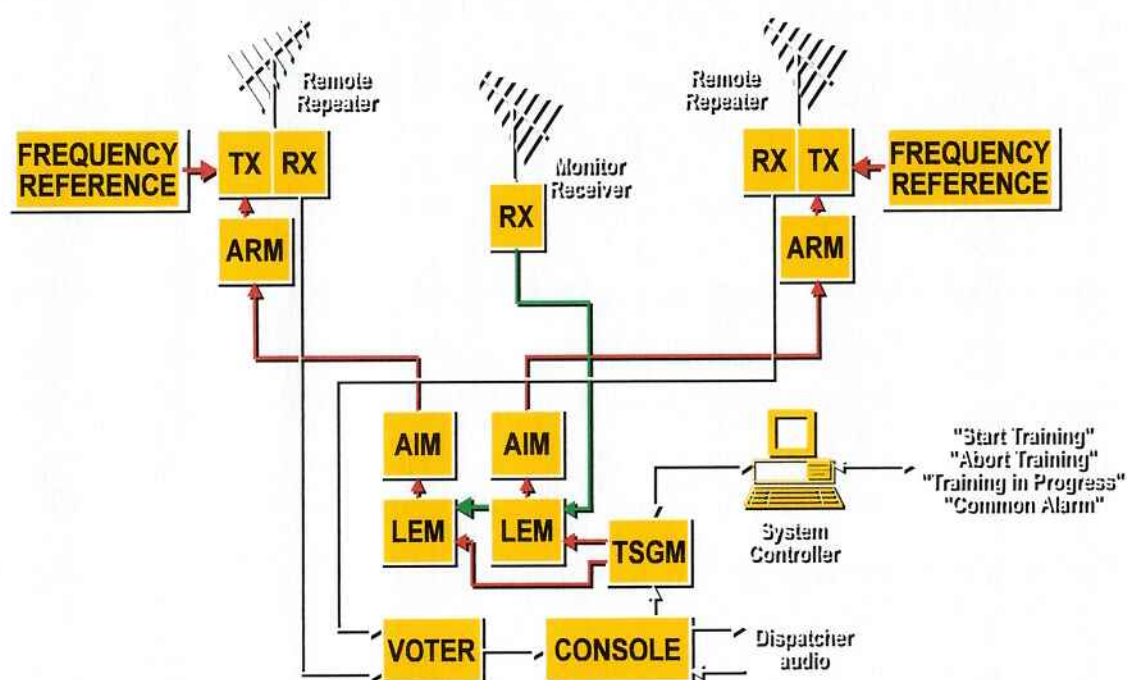 Remote
Repeater
Remote
Repeater
FREQUENCY
REFERENCE
TX RX
Monitor
Receiver
RX TX
FREQUENCY
REFERENCE
RX
ARM
ARM
AIM
AIM
"Start Training"
"Abort Training"
"Training in Progress"
"Common Alarm"
LEM
LEM
TSGM
System
Controller
VOTER
CONSOLE
Dispatcher
audio